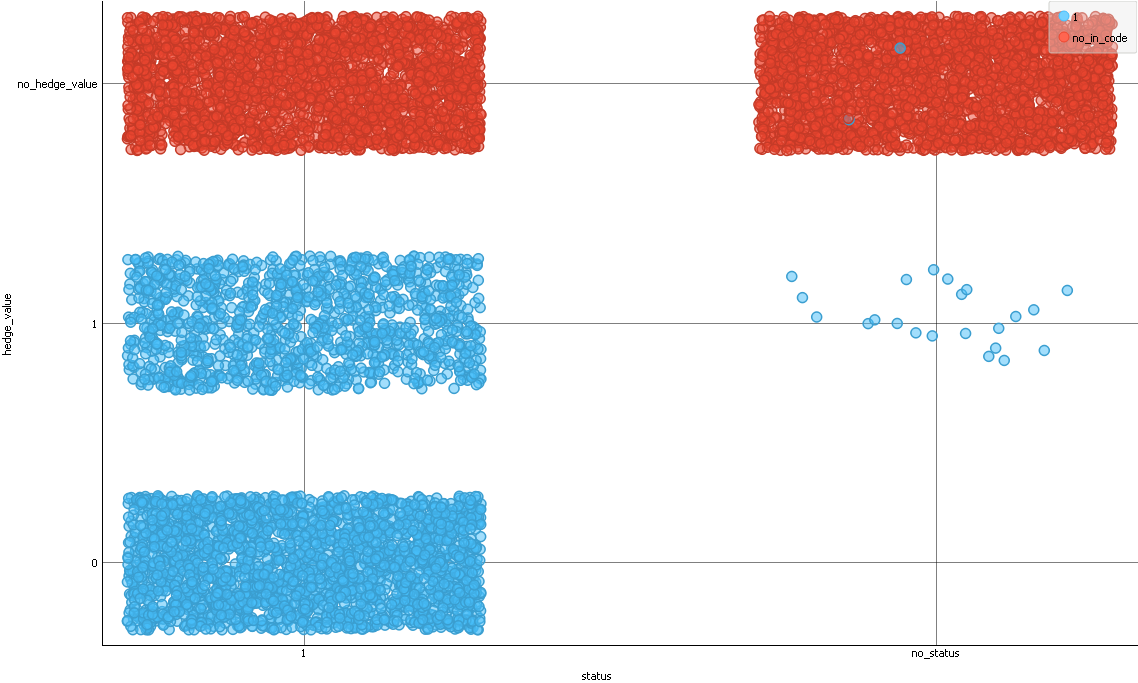 1
no_in_code
no_hedge_value
1
0
hedge_value
1
no_status
status